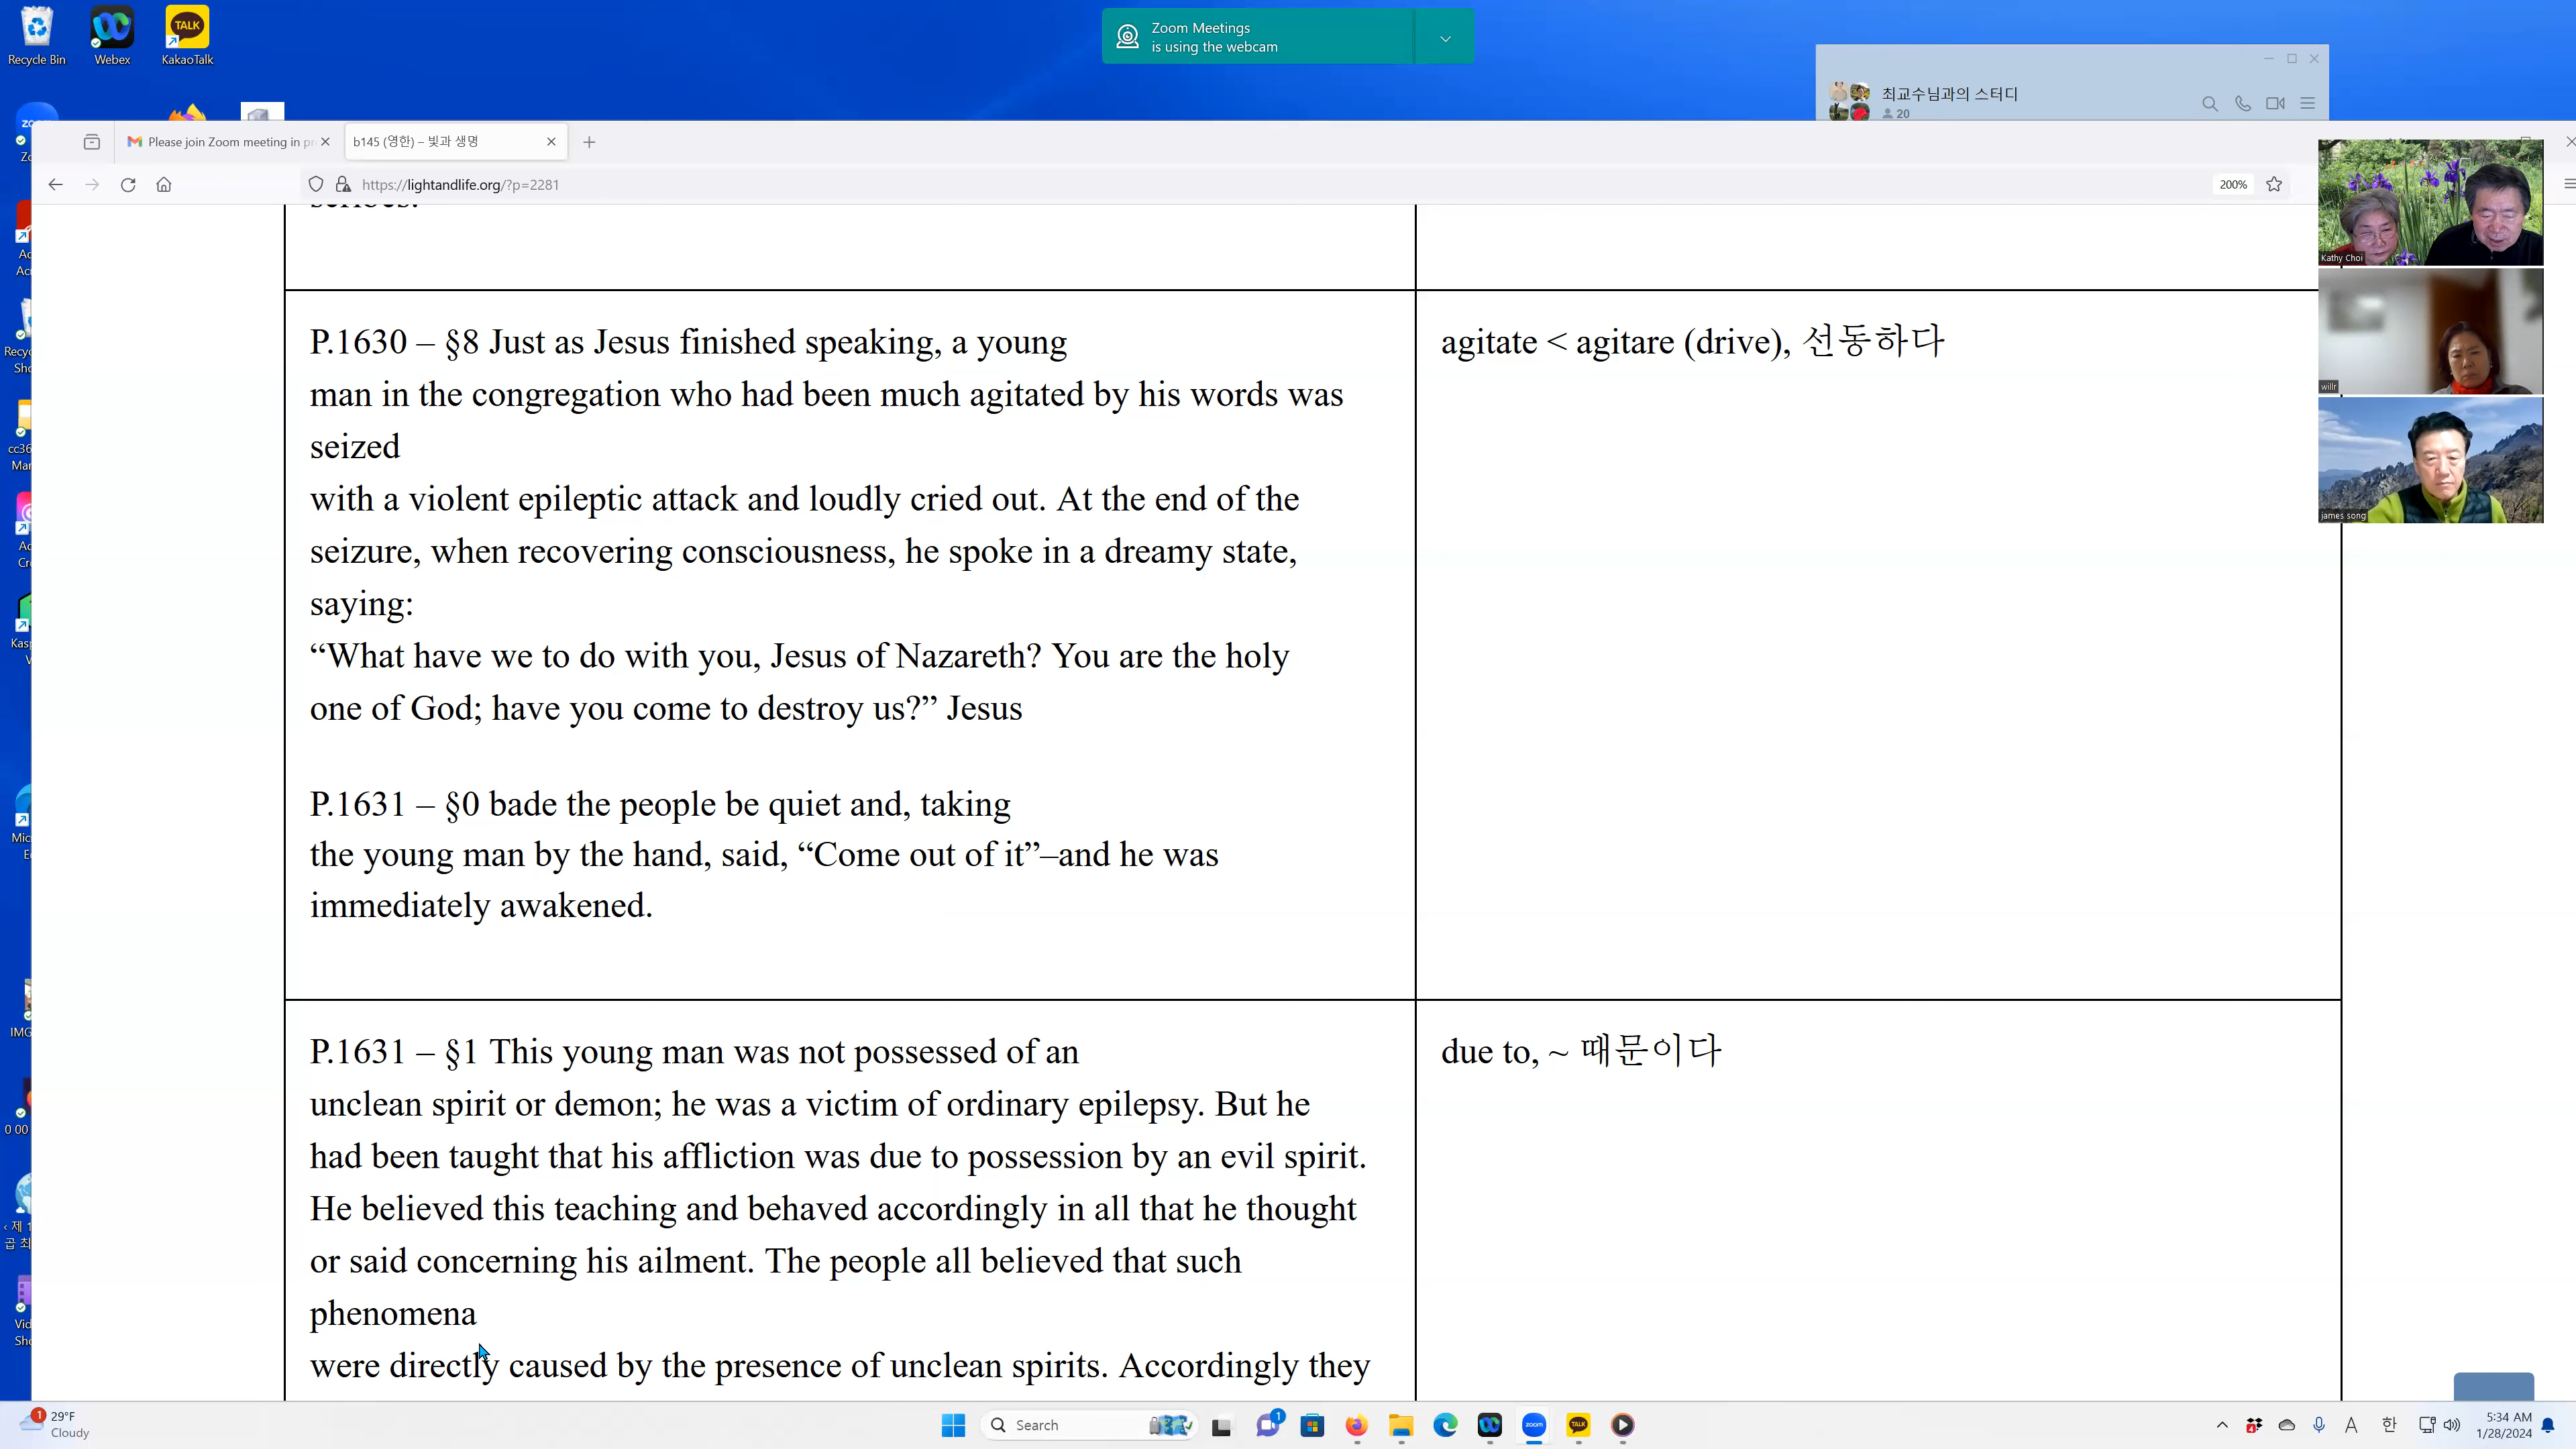 Recycle Bin
Webex
KakaoTalk
Zoom Meetings
is using the webcam
최교수님과의 스터디
20
Please join Zoom meeting in pr
b145 (영한) – 빛과 생명
https://lightandlife.org/?p=2281
200%
P.1630 – §8 Just as Jesus finished speaking, a young
man in the congregation who had been much agitated by his words was
seized
with a violent epileptic attack and loudly cried out. At the end of the
seizure, when recovering consciousness, he spoke in a dreamy state,
saying:
“What have we to do with you, Jesus of Nazareth? You are the holy
one of God; have you come to destroy us?” Jesus
P.1631 – §0 bade the people be quiet and, taking
the young man by the hand, said, “Come out of it”–and he was
immediately awakened.
agitate < agitare (drive), 선동하다
P.1631 – §1 This young man was not possessed of an
unclean spirit or demon; he was a victim of ordinary epilepsy. But he
had been taught that his affliction was due to possession by an evil spirit.
He believed this teaching and behaved accordingly in all that he thought
or said concerning his ailment. The people all believed that such
phenomena
were directly caused by the presence of unclean spirits. Accordingly they
due to, ~ 때문이다
Kathy Choi
willr
james song
1
29°F
Cloudy
Search
5:34 AM
1/28/2024